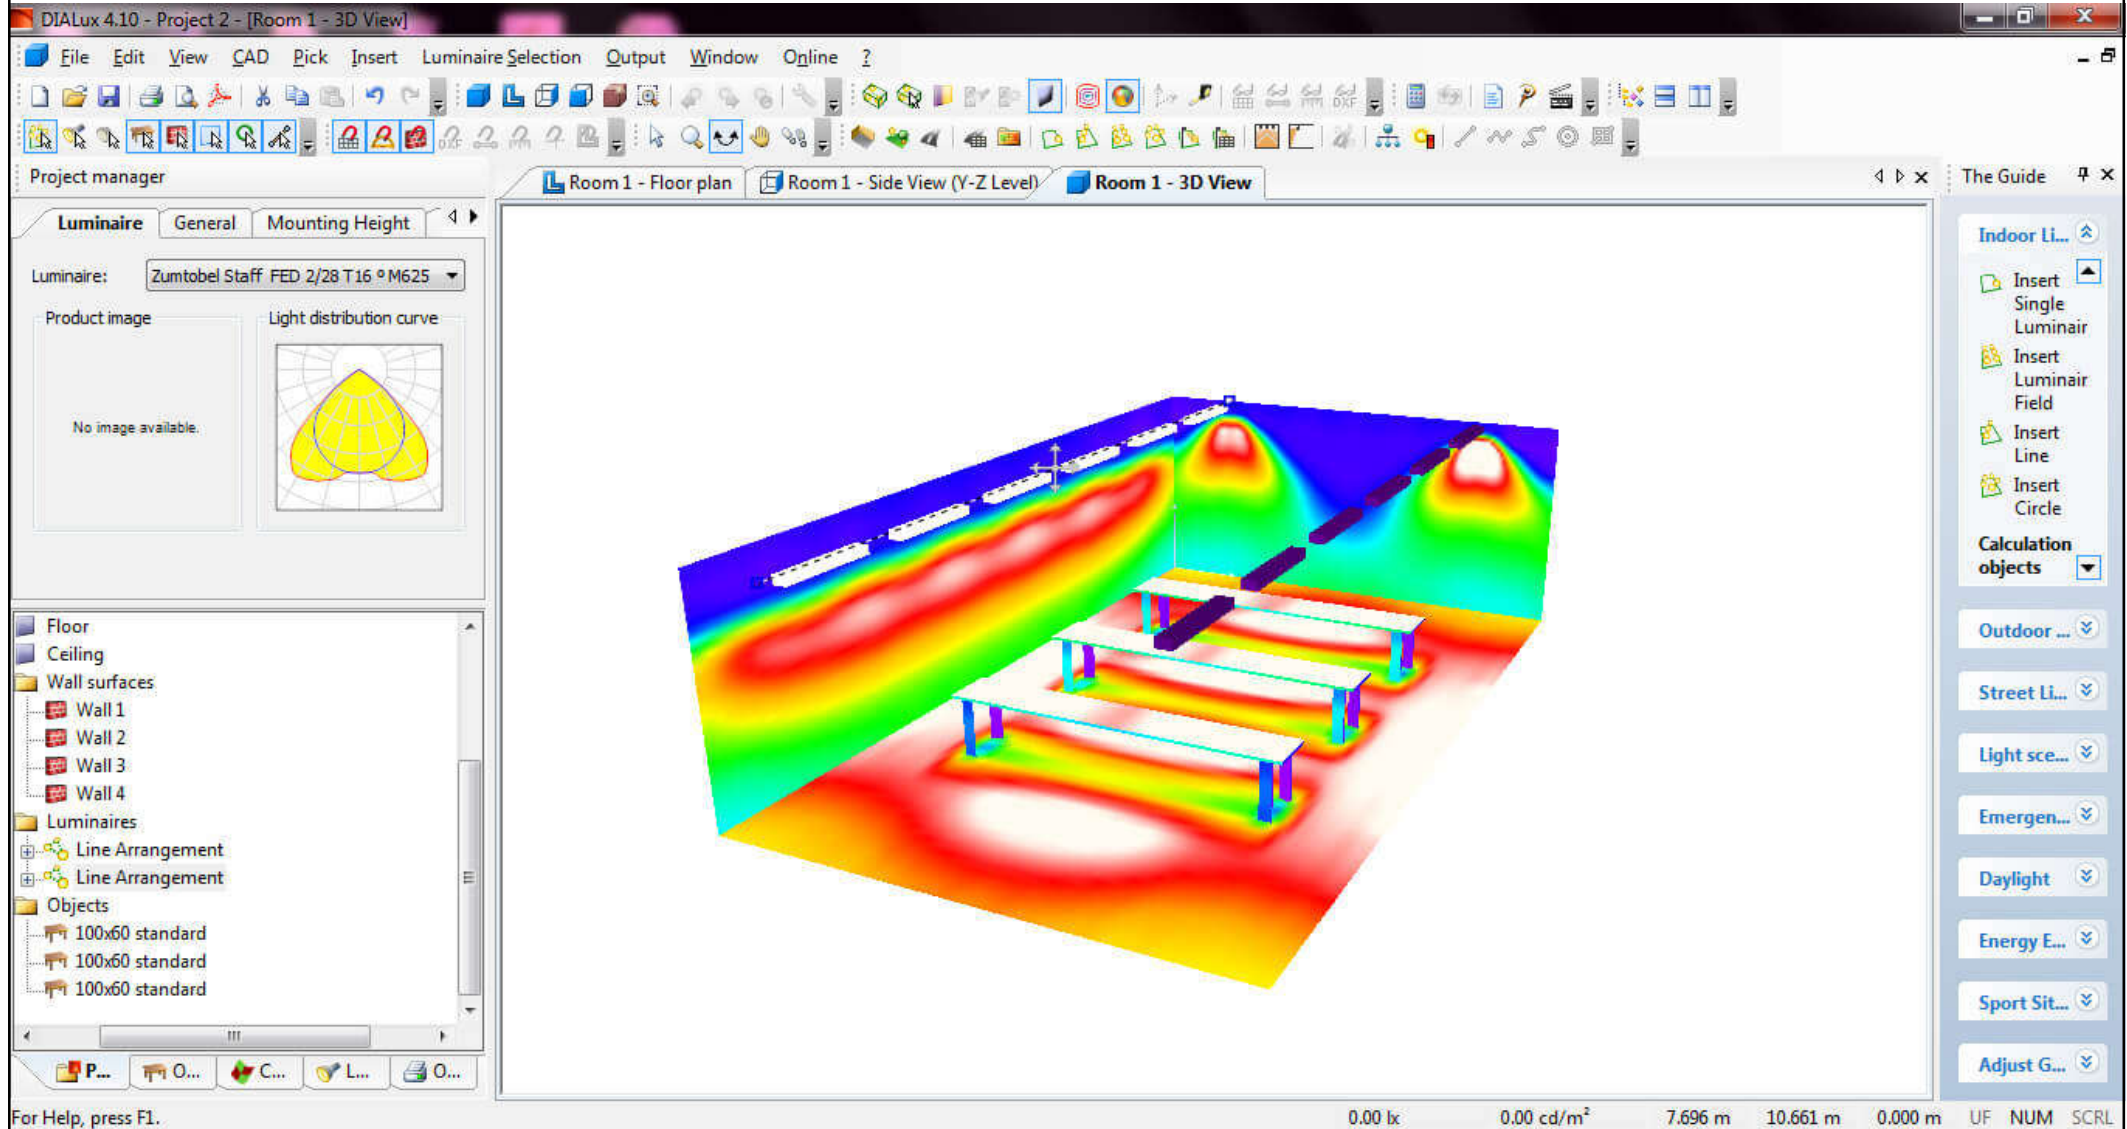 DIALux 4.10 - Project 2 - [Room 1 - 3D View]
File Edit View CAD Pick Insert Luminaire Selection Output Window Online ?
Project manager
Luminaire General Mounting Height
Luminaire: Zumtobel Staff FED 2/28 T16 º M625
Product image Light distribution curve
No image available.
Floor
Ceiling
Wall surfaces
Wall 1
Wall 2
Wall 3
Wall 4
Luminaires
Line Arrangement
Line Arrangement
Objects
100x60 standard
100x60 standard
100x60 standard
P... O... C... L... O...
Room 1 - Floor plan Room 1 - Side View (Y-Z Level) Room 1 - 3D View
The Guide
Indoor Li...
Insert
Single
Luminair
Insert
Luminair
Field
Insert
Line
Insert
Circle
Calculation
objects
Outdoor ...
Street Li...
Light sce...
Emergen...
Daylight
Energy E...
Sport Sit...
Adjust G...
For Help, press F1. 0.00 lx 0.00 cd/m² 7.696 m 10.661 m 0.000 m UF NUM SCRL